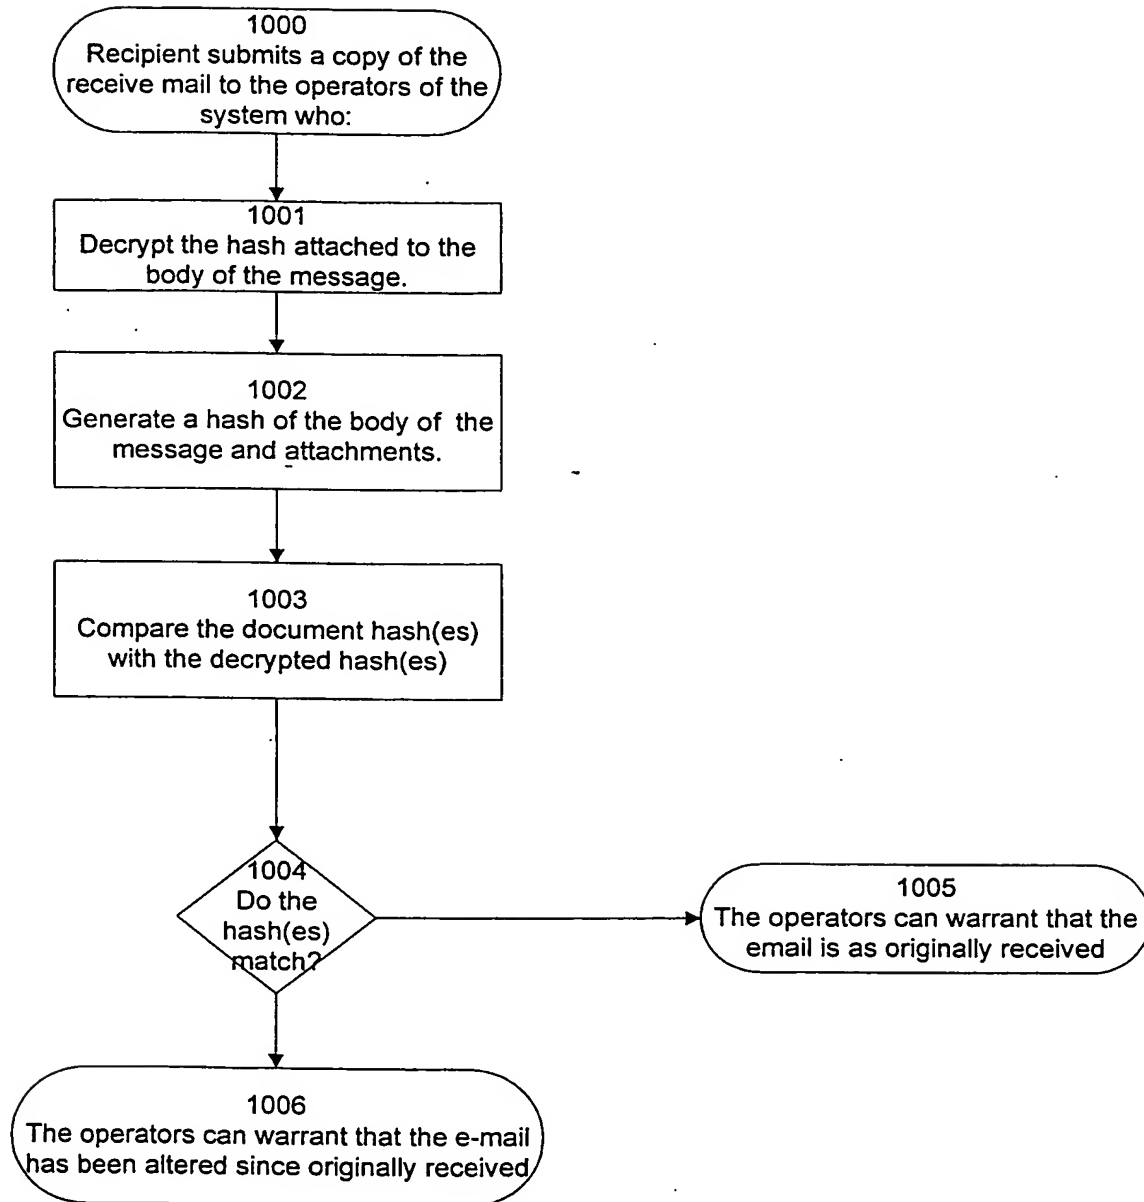 1000
Recipient submits a copy of the
receive mail to the operators of the
system who:
1001
Decrypt the hash attached to the
body of the message.
1002
Generate a hash of the body of the
message and attachments.
1003
Compare the document hash(es)
with the decrypted hash(es)
1004
Do the
hash(es)
match?
1005
The operators can warrant that the
email is as originally received
1006
The operators can warrant that the e-mail
has been altered since originally received